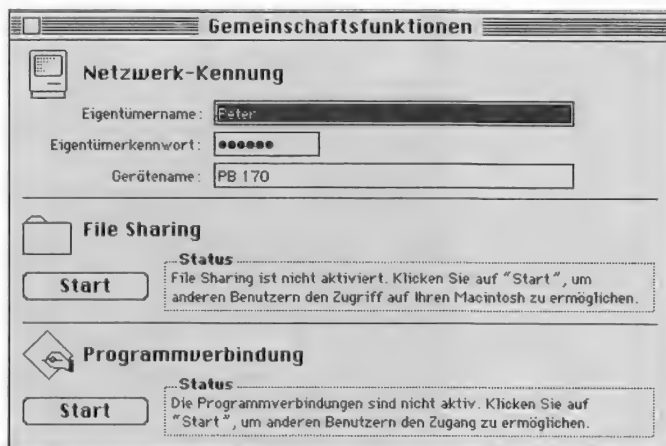 Gemeinschaftsfunktionen
Netzwerk-Kennung
Eigentümername: Peter
Eigentümerkennwort: ●●●●●●
Gerätename: PB 170
File Sharing
Status
Start
File Sharing ist nicht aktiviert. Klicken Sie auf "Start", um
anderen Benutzern den Zugriff auf Ihren Macintosh zu ermöglichen.
Programmverbindung
Status
Start
Die Programmverbindungen sind nicht aktiv. Klicken Sie auf
"Start", um anderen Benutzern den Zugang zu ermöglichen.